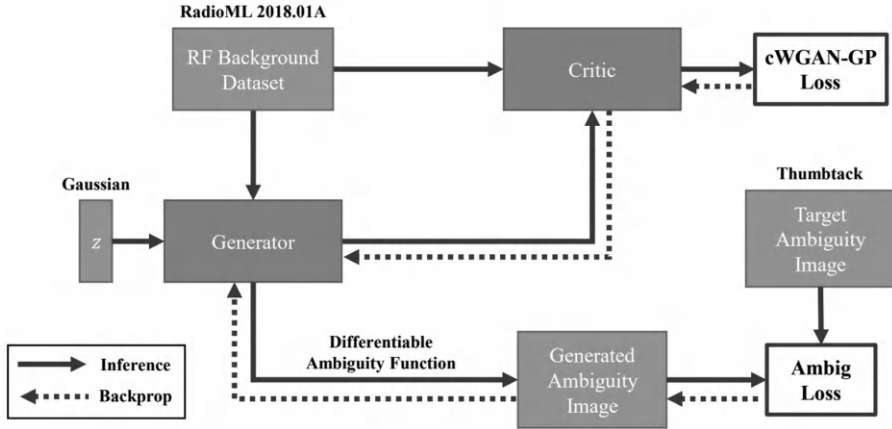 RadioML 2018.01A
RF Background
Dataset
Critic
cWGAN-GP
Loss
Gaussian
z
Generator
Thumbtack
Target
Ambiguity
Image
Differentiable
Ambiguity Function
Generated
Ambiguity
Image
Ambig
Loss
Inference
Backprop